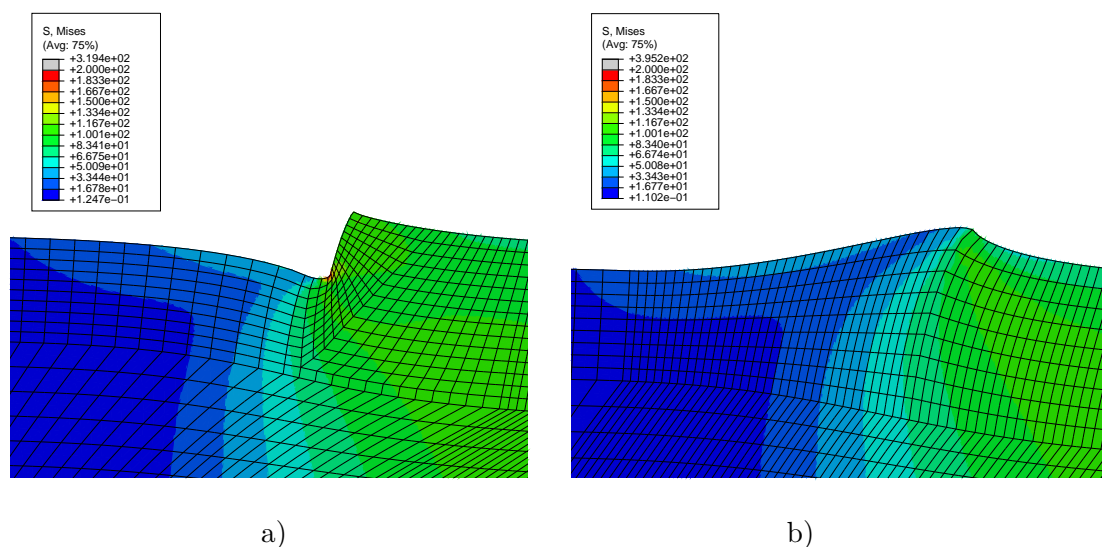 S, Mises
(Avg: 75%)
+3.194e+02
+2.000e+02
+1.833e+02
+1.667e+02
+1.500e+02
+1.334e+02
+1.167e+02
+1.001e+02
+8.341e+01
+6.675e+01
+5.009e+01
+3.344e+01
+1.678e+01
+1.247e−01
S, Mises
(Avg: 75%)
+3.952e+02
+2.000e+02
+1.833e+02
+1.667e+02
+1.500e+02
+1.334e+02
+1.167e+02
+1.001e+02
+8.340e+01
+6.674e+01
+5.008e+01
+3.343e+01
+1.677e+01
+1.102e−01
a)
b)